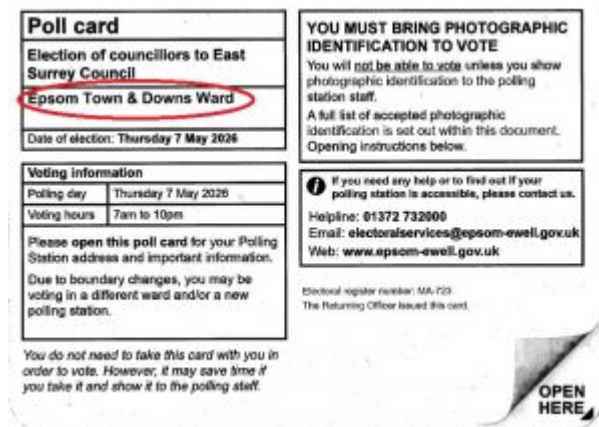 Poll card
Election of councillors to East
Surrey Council
Epsom Town & Downs Ward
Date of election: Thursday 7 May 2026
Voting information
Polling day Thursday 7 May 2026
Voting hours 7am to 10pm
Please open this poll card for your Polling
Station address and important information.
Due to boundary changes, you may be
voting in a different ward and/or a new
polling station.
You do not need to take this card with you in
order to vote. However, it may save time if
you take it and show it to the polling staff.
YOU MUST BRING PHOTOGRAPHIC
IDENTIFICATION TO VOTE
You will not be able to vote unless you show
photographic identification to the polling
station staff.
A full list of accepted photographic
identification is set out within this document.
Opening instructions below.
If you need any help or to find out if your
polling station is accessible, please contact us.
Helpline: 01372 732000
Email: electoralservices@epsom-ewell.gov.uk
Web: www.epsom-ewell.gov.uk
Electoral register number: MA-723
The Returning Officer issued this card.
OPEN
HERE